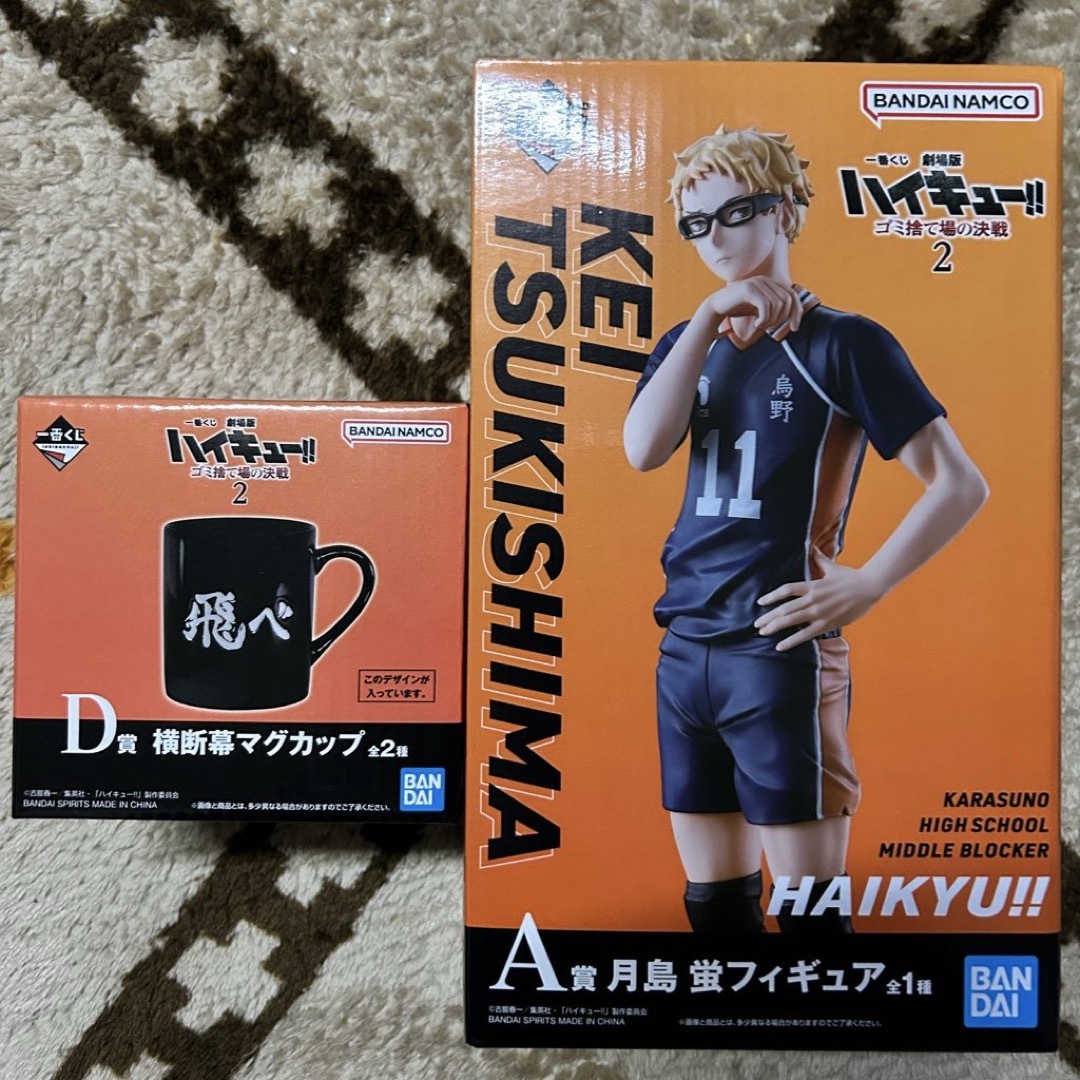 一番くじ
一番くじ 劇場版
ハイキュー!!
ゴミ捨て場の決戦
2
BANDAI NAMCO
飛べ
このデザインが
入っています。
D賞 横断幕マグカップ 全2種
©古舘春一/集英社・「ハイキュー!!」製作委員会
BANDAI SPIRITS MADE IN CHINA
※画像と商品とは、多少異なる場合がありますのでご了承ください。
BAN
DAI
BANDAI NAMCO
一番くじ 劇場版
ハイキュー!!
ゴミ捨て場の決戦
2
KEI
TSUKISHIMA
烏野
11
KARASUNO
HIGH SCHOOL
MIDDLE BLOCKER
HAIKYU!!
A賞 月島 蛍フィギュア 全1種
©古舘春一/集英社・「ハイキュー!!」製作委員会
BANDAI SPIRITS MADE IN CHINA
※画像と商品とは、多少異なる場合がありますのでご了承ください。
BAN
DAI